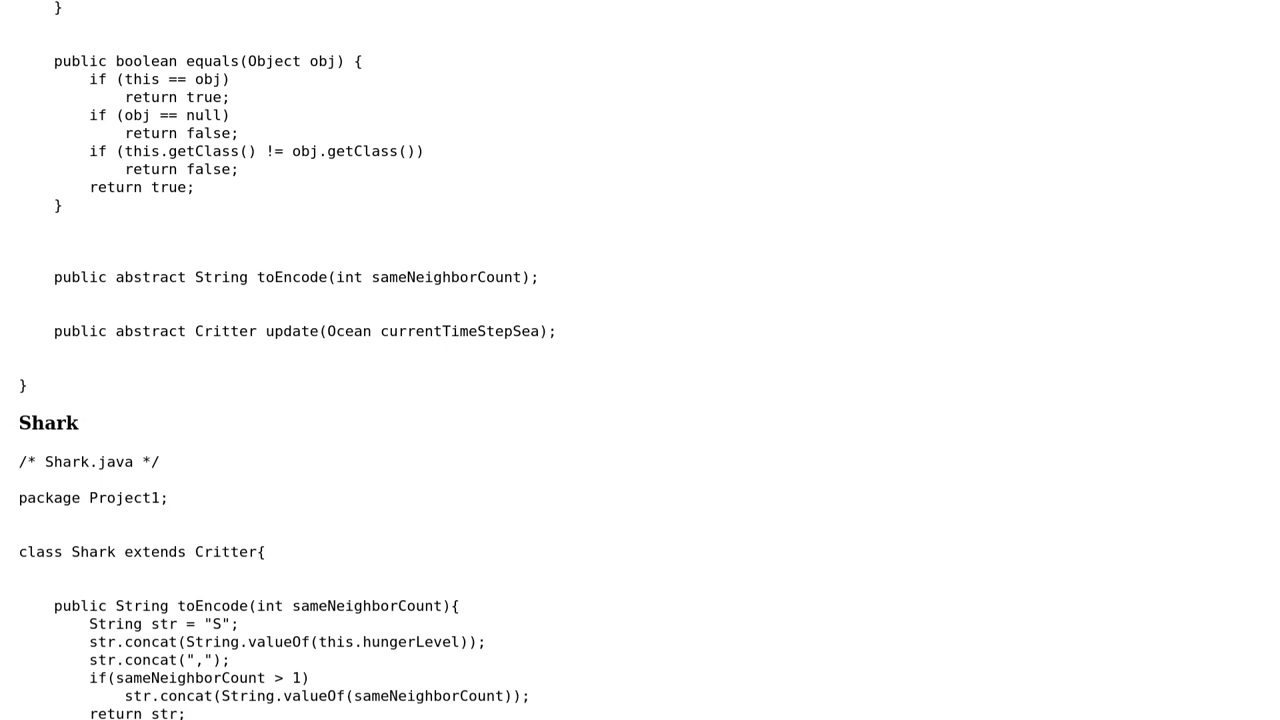 }
    public boolean equals(Object obj) {
        if (this == obj)
            return true;
        if (obj == null)
            return false;
        if (this.getClass() != obj.getClass())
            return false;
        return true;
    }
    public abstract String toEncode(int sameNeighborCount);
    public abstract Critter update(Ocean currentTimeStepSea);
}
Shark
/* Shark.java */
package Project1;
class Shark extends Critter{
    public String toEncode(int sameNeighborCount){
        String str = "S";
        str.concat(String.valueOf(this.hungerLevel));
        str.concat(",");
        if(sameNeighborCount > 1)
            str.concat(String.valueOf(sameNeighborCount));
        return str;